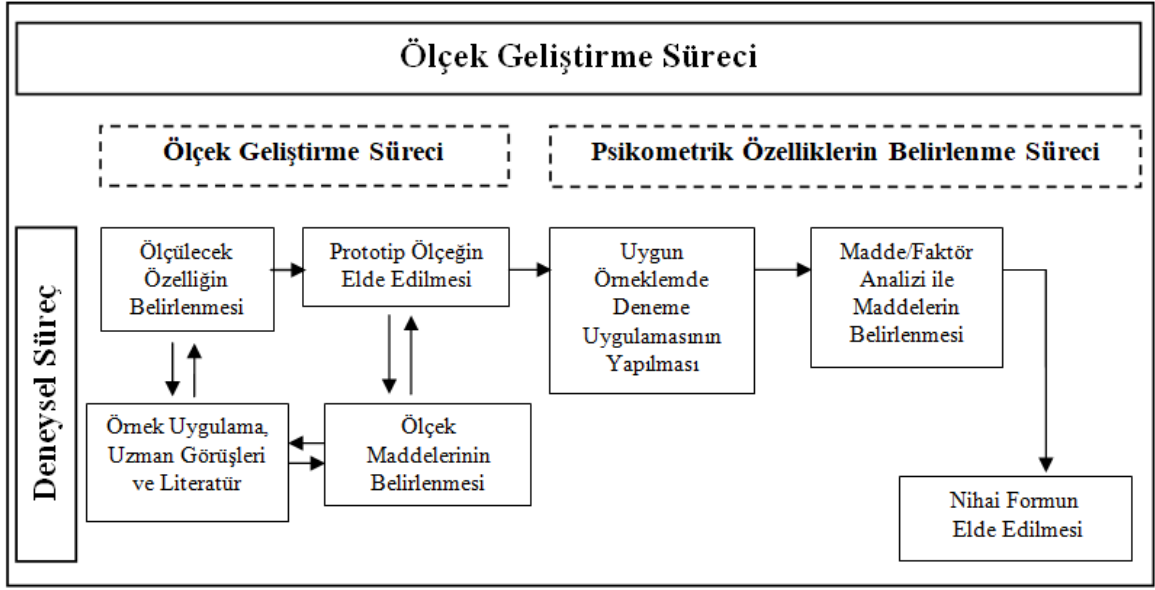 Ölçek Geliştirme Süreci
Ölçek Geliştirme Süreci
Psikometrik Özelliklerin Belirlenme Süreci
Deneysel Süreç
Ölçülecek
Özelliğin
Belirlenmesi
Prototip Ölçeğin
Elde Edilmesi
Uygun
Örneklemde
Deneme
Uygulamasının
Yapılması
Madde/Faktör
Analizi ile
Maddelerin
Belirlenmesi
Örnek Uygulama,
Uzman Görüşleri
ve Literatür
Ölçek
Maddelerinin
Belirlenmesi
Nihai Formun
Elde Edilmesi